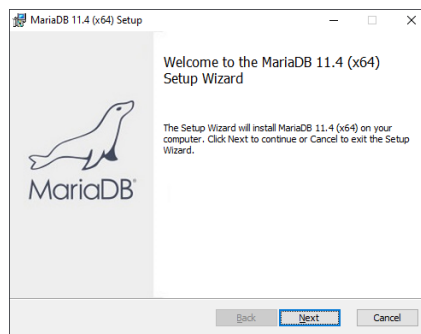 MariaDB 11.4 (x64) Setup
Welcome to the MariaDB 11.4 (x64)
Setup Wizard
The Setup Wizard will install MariaDB 11.4 (x64) on your
computer. Click Next to continue or Cancel to exit the Setup
Wizard.
MariaDB
Back Next Cancel